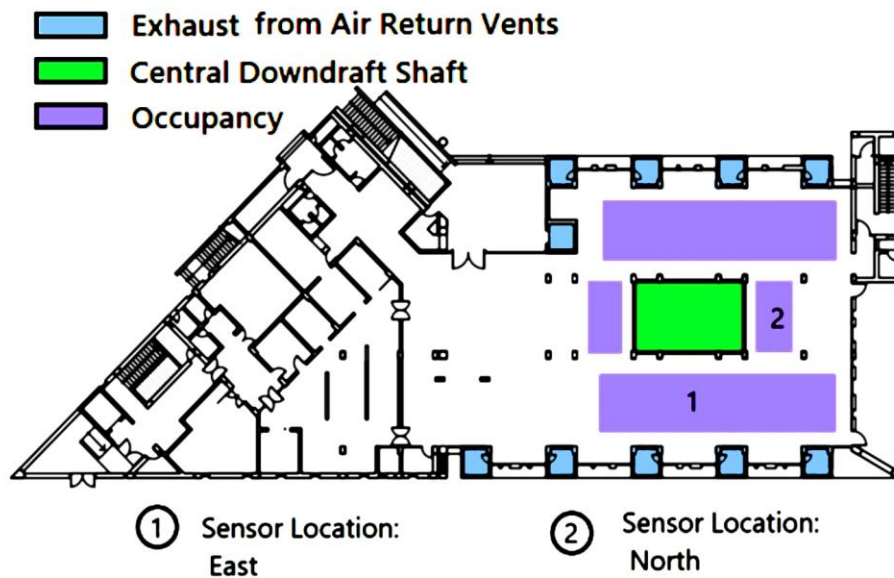 Exhaust from Air Return Vents
Central Downdraft Shaft
Occupancy
2
1
1 Sensor Location:
East
2 Sensor Location:
North